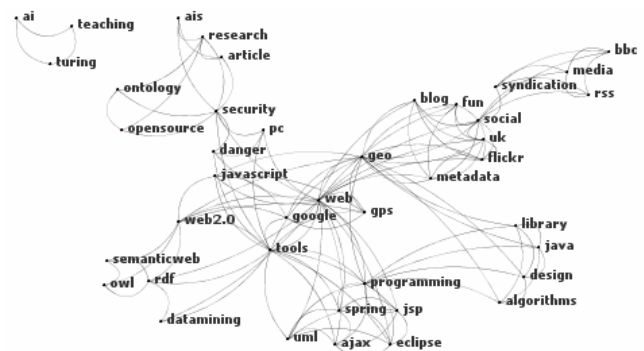 ai
ais
teaching
research
bbc
article
turing
media
syndication
ontology
rss
blog
fun
security
social
opensource
pc
uk
danger
geo
flickr
javascript
metadata
web
google
gps
web2.0
library
tools
java
semanticweb
owl
rdf
programming
design
algorithms
datamining
spring
jsp
uml
ajax
eclipse